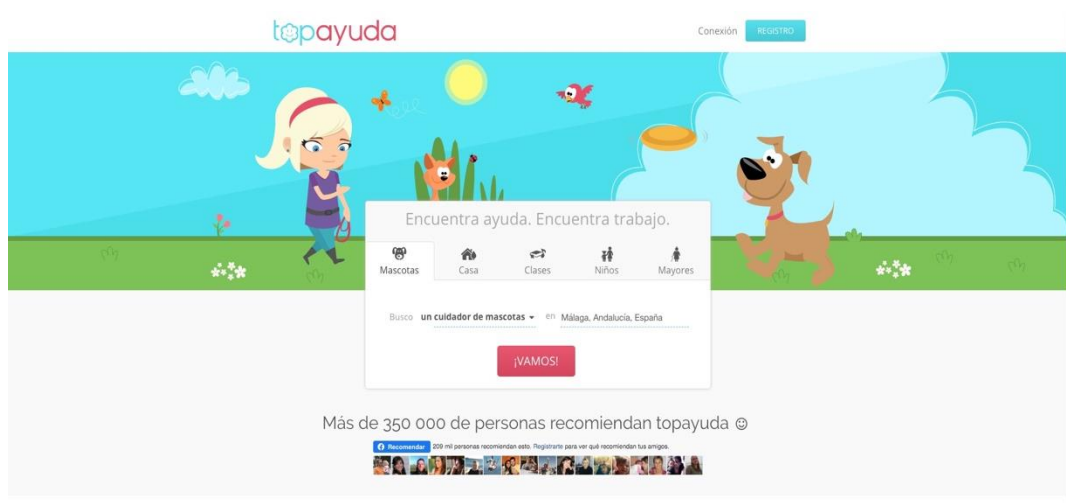 topayuda
Conexión REGISTRO
Encuentra ayuda. Encuentra trabajo.
Mascotas Casa Clases Niños Mayores
Busco un cuidador de mascotas en Málaga, Andalucía, España
¡VAMOS!
Más de 350 000 de personas recomiendan topayuda
Recomendar 209 mil personas recomiendan esto. Regístrarte para ver qué recomiendan tus amigos.